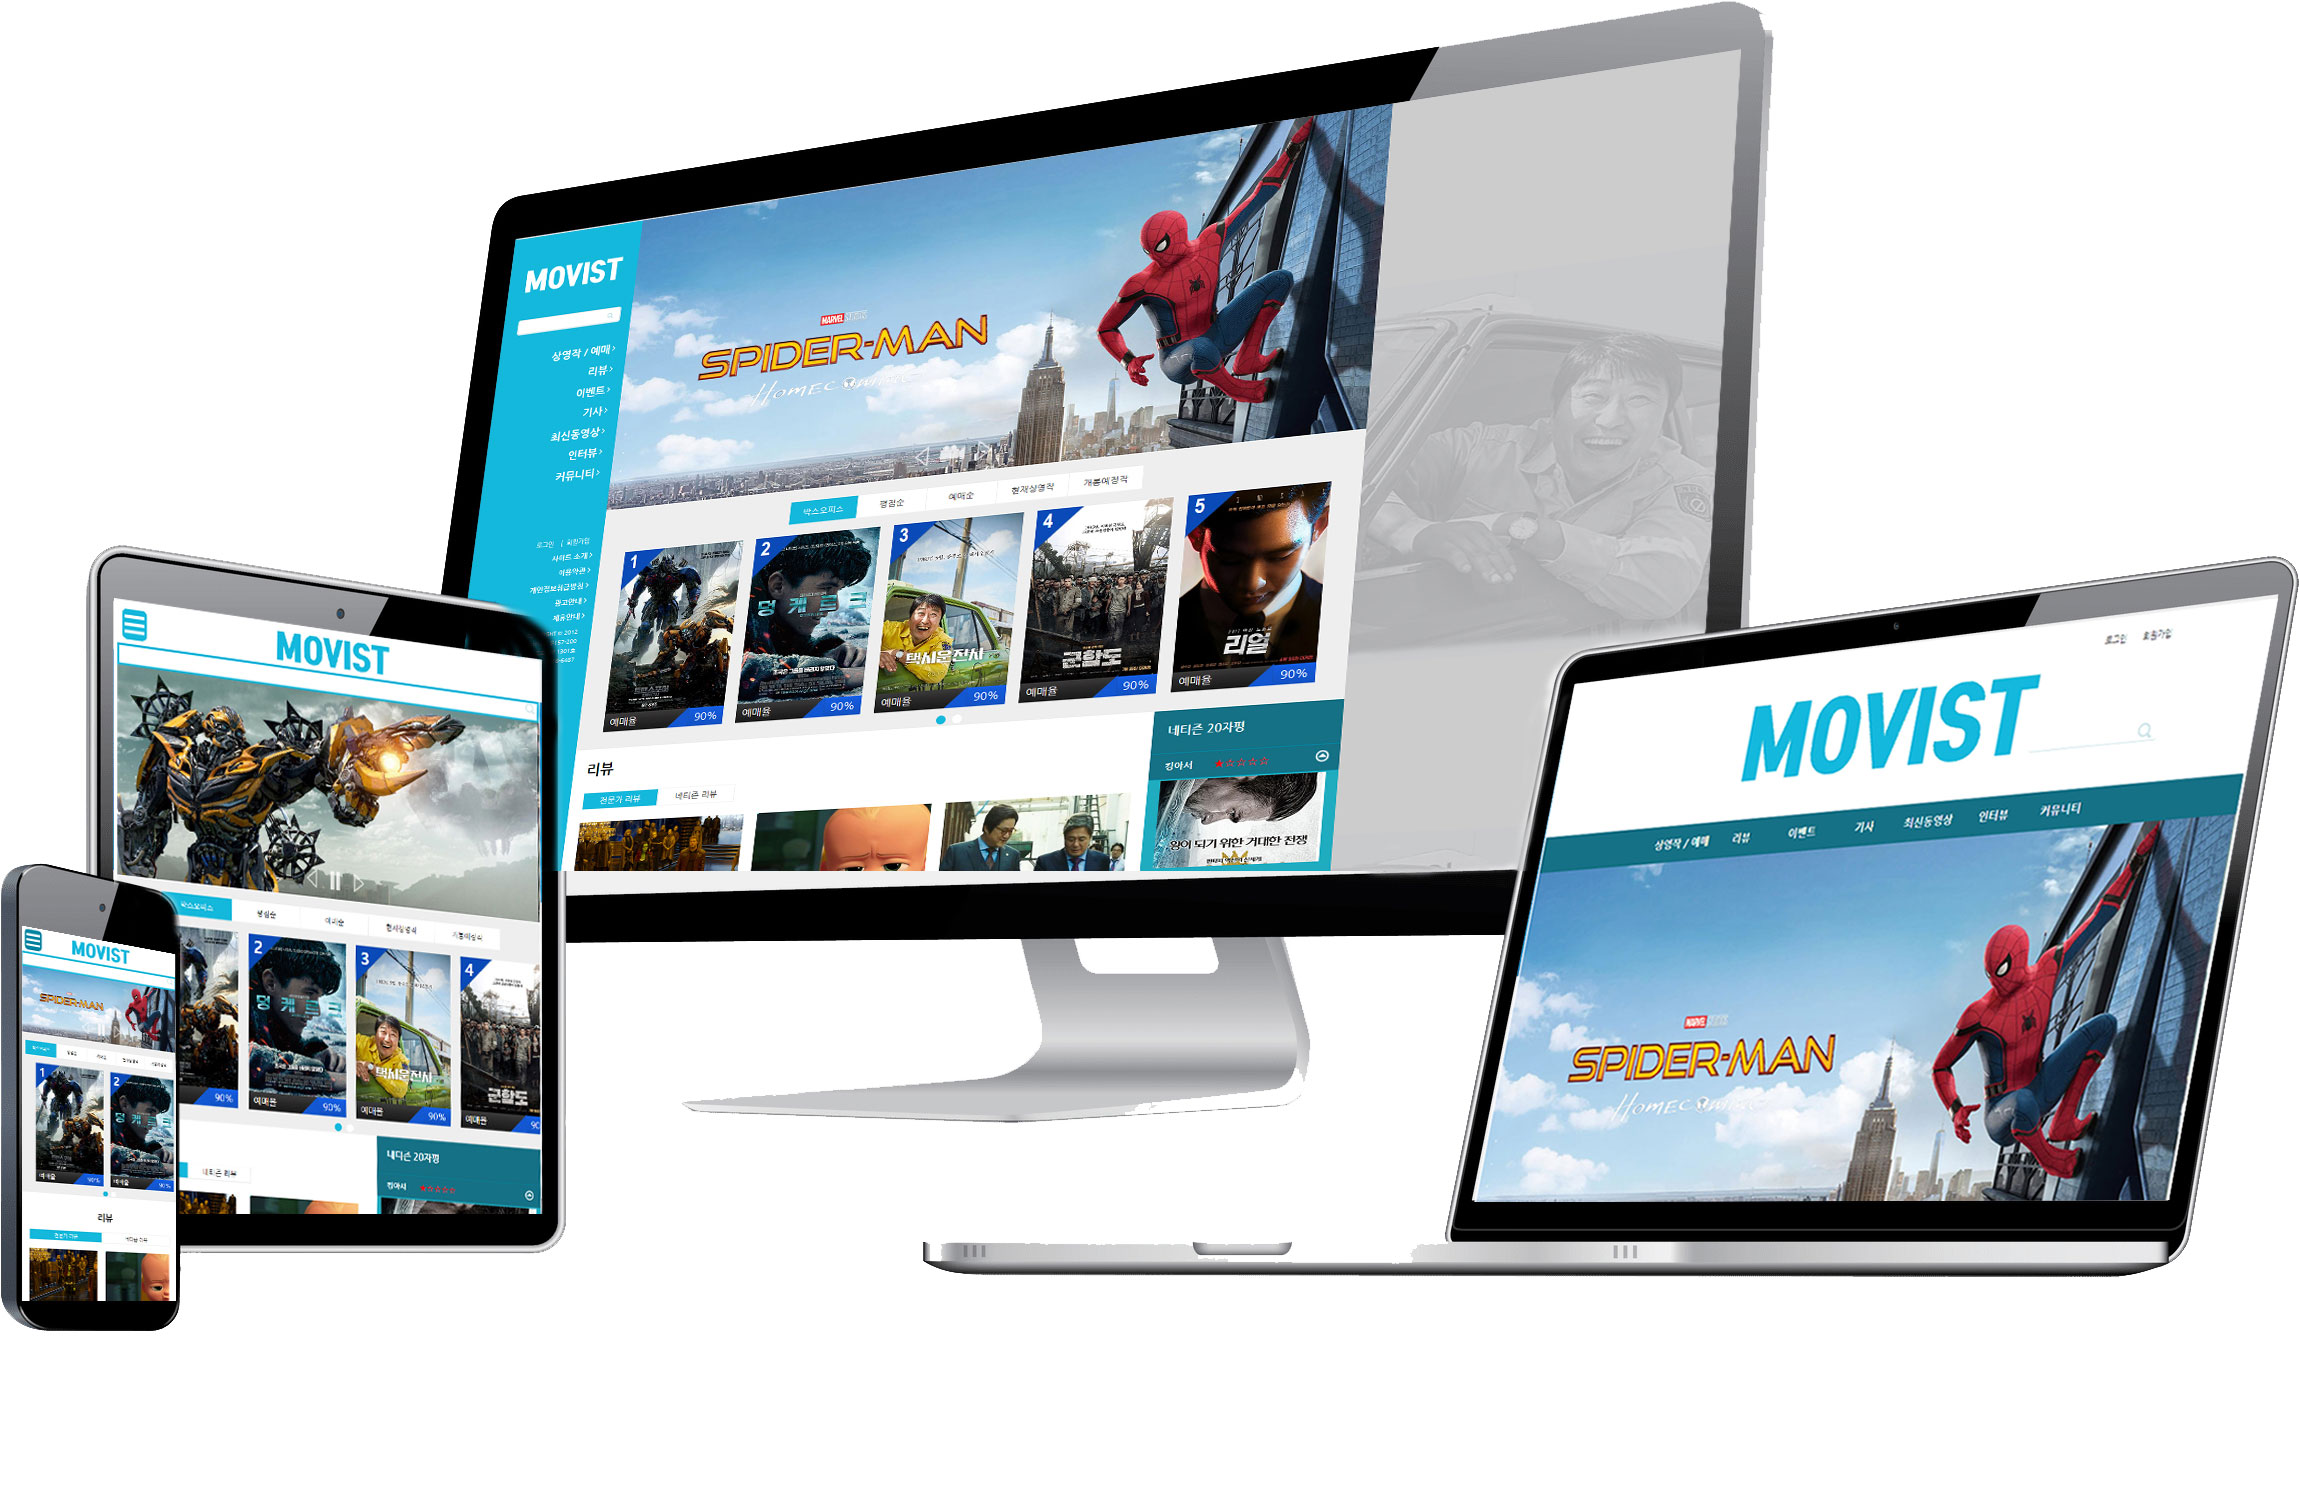 MOVIST
상영작 / 예매
리뷰
이벤트
기사
최신동영상
인터뷰
커뮤니티
로그인 | 회원가입
사이트 소개
이용약관
개인정보취급방침
광고안내
제휴안내
MARVEL STUDIOS
SPIDER-MAN
HOMECOMING
박스오피스 평점순 예매순 현재상영작 개봉예정작
1 2 3 4 5
덩케르크
택시운전사
군함도
리얼
예매율 90%
예매율 90%
예매율 90%
예매율 90%
예매율 90%
리뷰
전문가 리뷰 네티즌 리뷰
네티즌 20자평
킹아서 ★☆☆☆☆
왕이 되기 위한 거대한 전쟁
MOVIST
박스오피스 평점순 예매순 현재상영작 개봉예정작
2 3 4
덩케르크
택시운전사
군함도
90%
예매율 90%
예매율 90%
예매율
네티즌 리뷰
네티즌 20자평
킹아서 ★☆☆☆☆
MOVIST
SPIDER-MAN
1 2
덩케르크
예매율 90%
예매율 90%
리뷰
전문가 리뷰 네티즌 리뷰
로그인 회원가입
MOVIST
상영작 / 예매 리뷰 이벤트 기사 최신동영상 인터뷰 커뮤니티
MARVEL STUDIOS
SPIDER-MAN
HOMECOMING